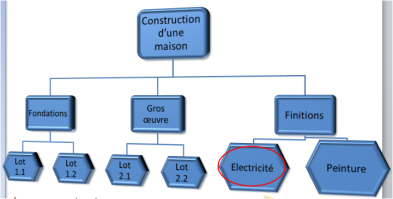 Construction
d'une
maison
Fondations
Gros
œuvre
Finitions
Lot
1.1
Lot
1.2
Lot
2.1
Lot
2.2
Electricité
Peinture